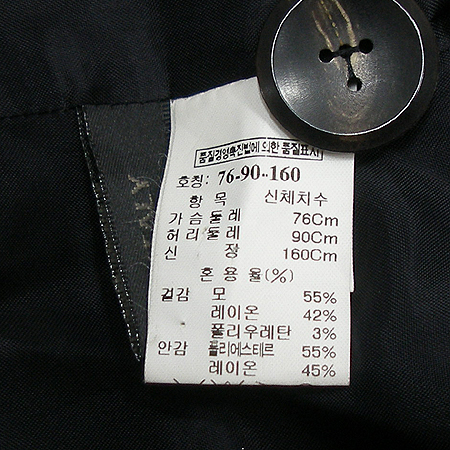 품질경영촉진법에 의한 품질표시
호칭: 76-90-160
항 목 신체치수
가슴둘레 76Cm
허리둘레 90Cm
신 장 160Cm
혼 용 율(%)
겉감 모 55%
레이온 42%
폴리우레탄 3%
안감 폴리에스테르 55%
레이온 45%